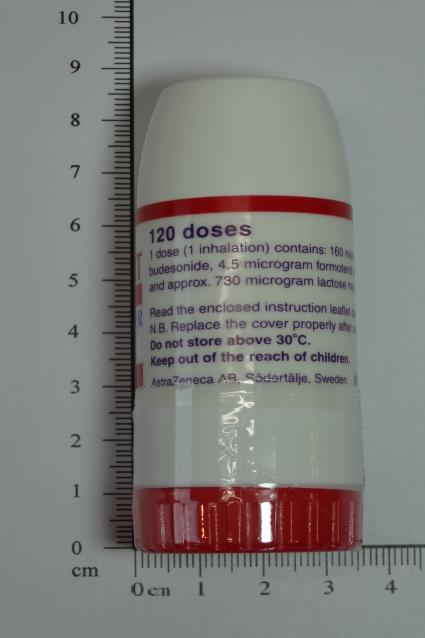 10
9
8
7
6
5
4
3
2
1
0
cm
0 cm 1 2 3 4
T
R
120 doses
1 dose (1 inhalation) contains: 160
budesonide, 4,5 microgram formoterol
and approx. 730 microgram lactose
Read the enclosed instruction leaflet
N.B. Replace the cover properly after
Do not store above 30°C.
Keep out of the reach of children.
AstraZeneca AB, Södertälje, Sweden